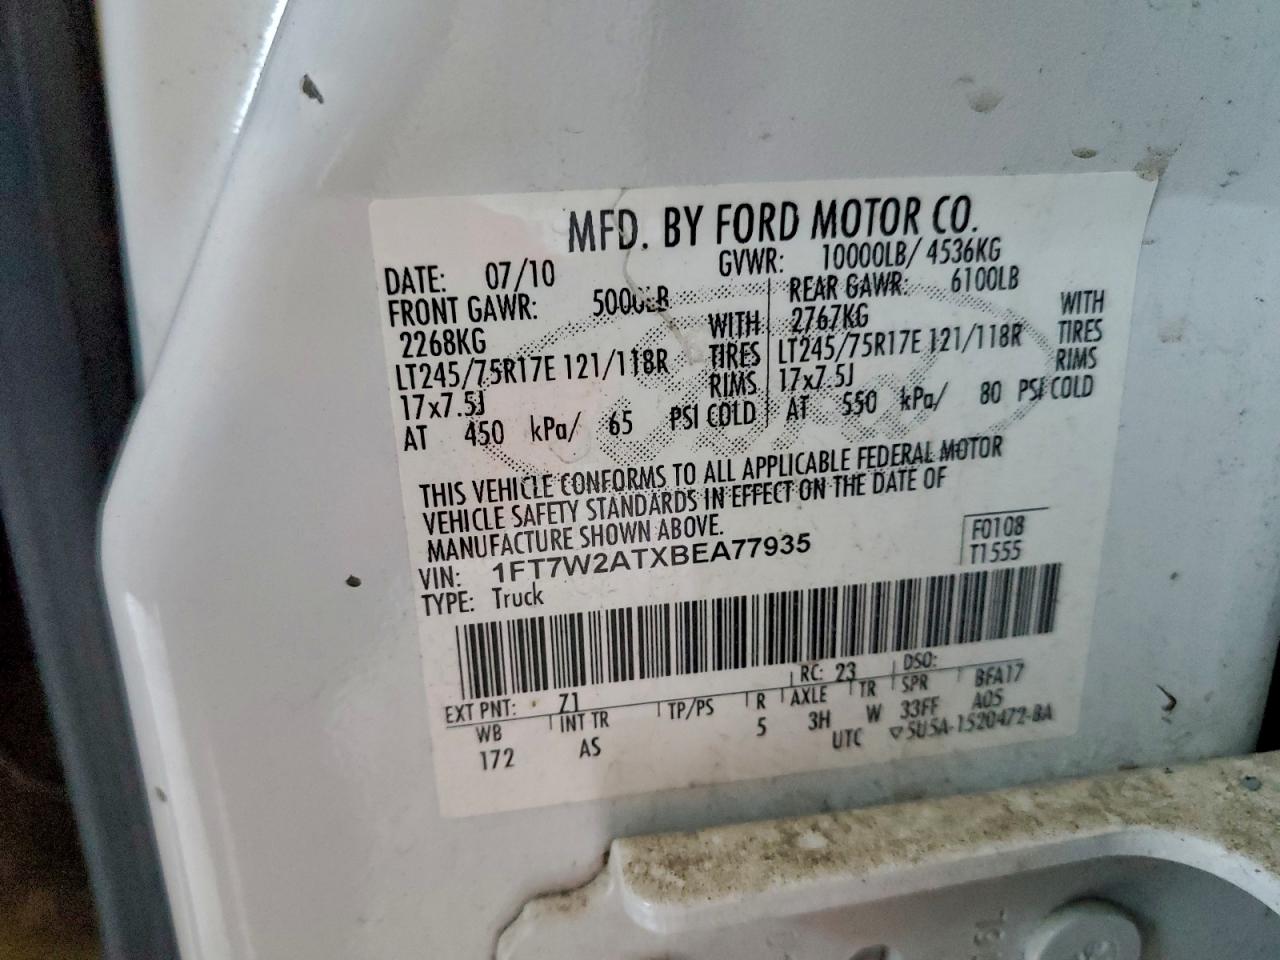 MFD. BY FORD MOTOR CO.
DATE: 07/10 GVWR: 10000LB/ 4536KG
FRONT GAWR: 5000LB REAR GAWR: 6100LB
2268KG WITH 2767KG WITH
LT245/75R17E 121/118R TIRES LT245/75R17E 121/118R TIRES
17x7.5J RIMS 17x7.5J RIMS
AT 450 kPa/ 65 PSI COLD AT 550 kPa/ 80 PSI COLD
THIS VEHICLE CONFORMS TO ALL APPLICABLE FEDERAL MOTOR
VEHICLE SAFETY STANDARDS IN EFFECT ON THE DATE OF
MANUFACTURE SHOWN ABOVE.
VIN: 1FT7W2ATXBEA77935 F0108
TYPE: Truck T1555
EXT PNT: Z1 RC: 23 DSO:
WB INT TR TP/PS R AXLE TR SPR BFA17
172 AS 5 3H W 33FF A05
UTC ▽5U5A-1520472-BA